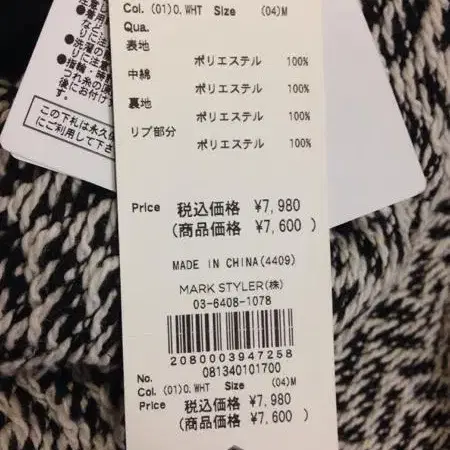 Col. (01)O.WHT Size (04)M
Qua.
表地
ポリエステル 100%
中綿
ポリエステル 100%
裏地
ポリエステル 100%
リブ部分
ポリエステル 100%
Price 税込価格 ¥7,980
(商品価格 ¥7,600 )
MADE IN CHINA(4409)
MARK STYLER(株)
03-6408-1078
2080003947258
No. 081340101700
Col. (01)O.WHT Size (04)M
Price 税込価格 ¥7,980
(商品価格 ¥7,600 )
この下札は永久保
にご利用して下さ